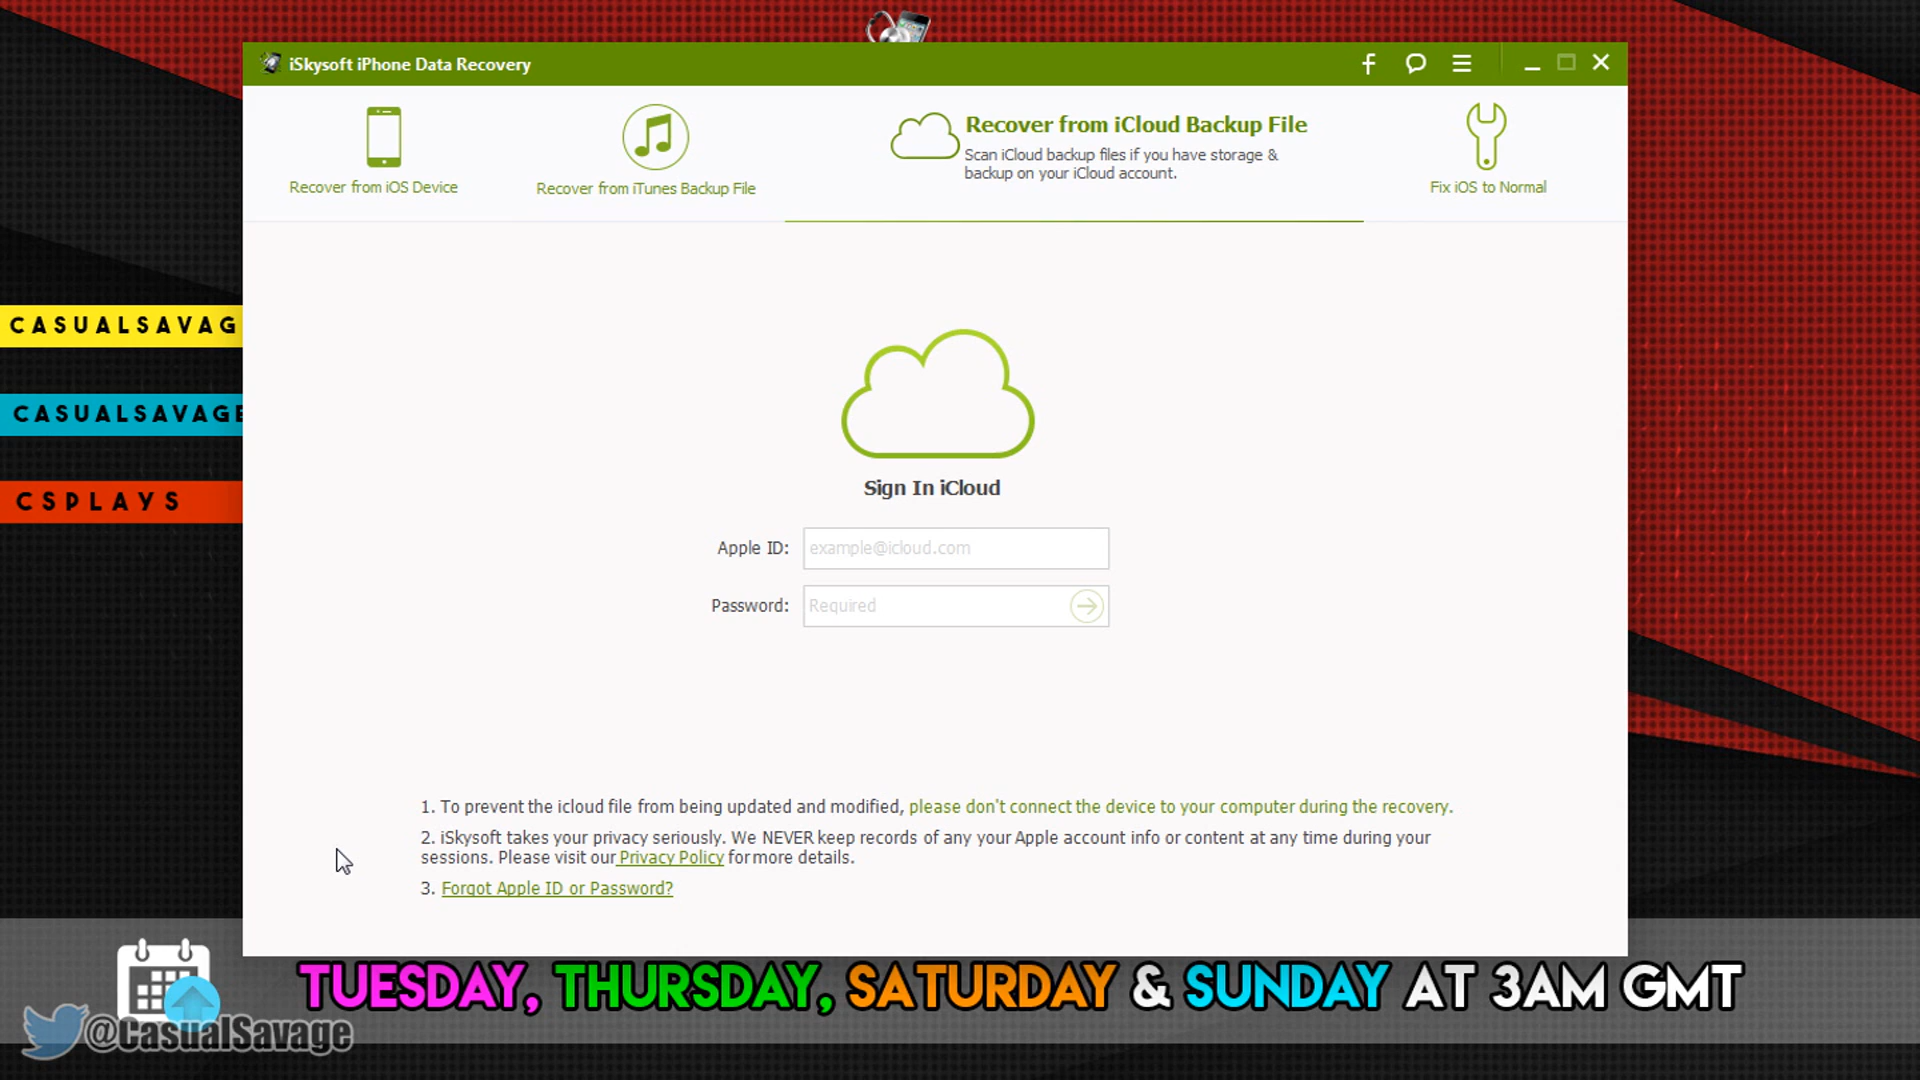 iSkysoft iPhone Data Recovery
Recover from iOS Device
Recover from iTunes Backup File
Recover from iCloud Backup File
Scan iCloud backup files if you have storage &
backup on your iCloud account.
Fix iOS to Normal
CASUALSAVAG
CASUALSAVAGE
CSPLAYS
Sign In iCloud
Apple ID: example@icloud.com
Password: Required
1. To prevent the icloud file from being updated and modified, please don't connect the device to your computer during the recovery.
2. iSkysoft takes your privacy seriously. We NEVER keep records of any your Apple account info or content at any time during your
sessions. Please visit our Privacy Policy for more details.
3. Forgot Apple ID or Password?
TUESDAY, THURSDAY, SATURDAY & SUNDAY AT 3AM GMT
@CasualSavage